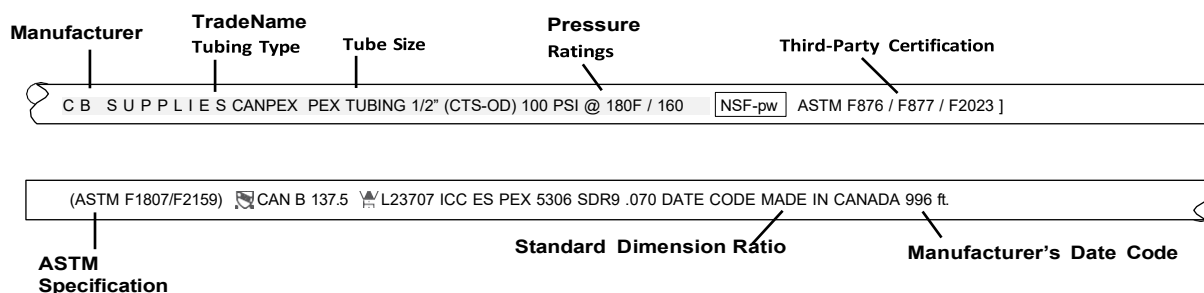 Manufacturer
TradeName
Tubing Type
Tube Size
Pressure
Ratings
Third-Party Certification
C B S U P P L I E S CANPEX PEX TUBING 1/2” (CTS-OD) 100 PSI @ 180F / 160 NSF-pw ASTM F876 / F877 / F2023 ]
(ASTM F1807/F2159) CAN B 137.5 L23707 ICC ES PEX 5306 SDR9 .070 DATE CODE MADE IN CANADA 996 ft.
ASTM
Specification
Standard Dimension Ratio
Manufacturer’s Date Code